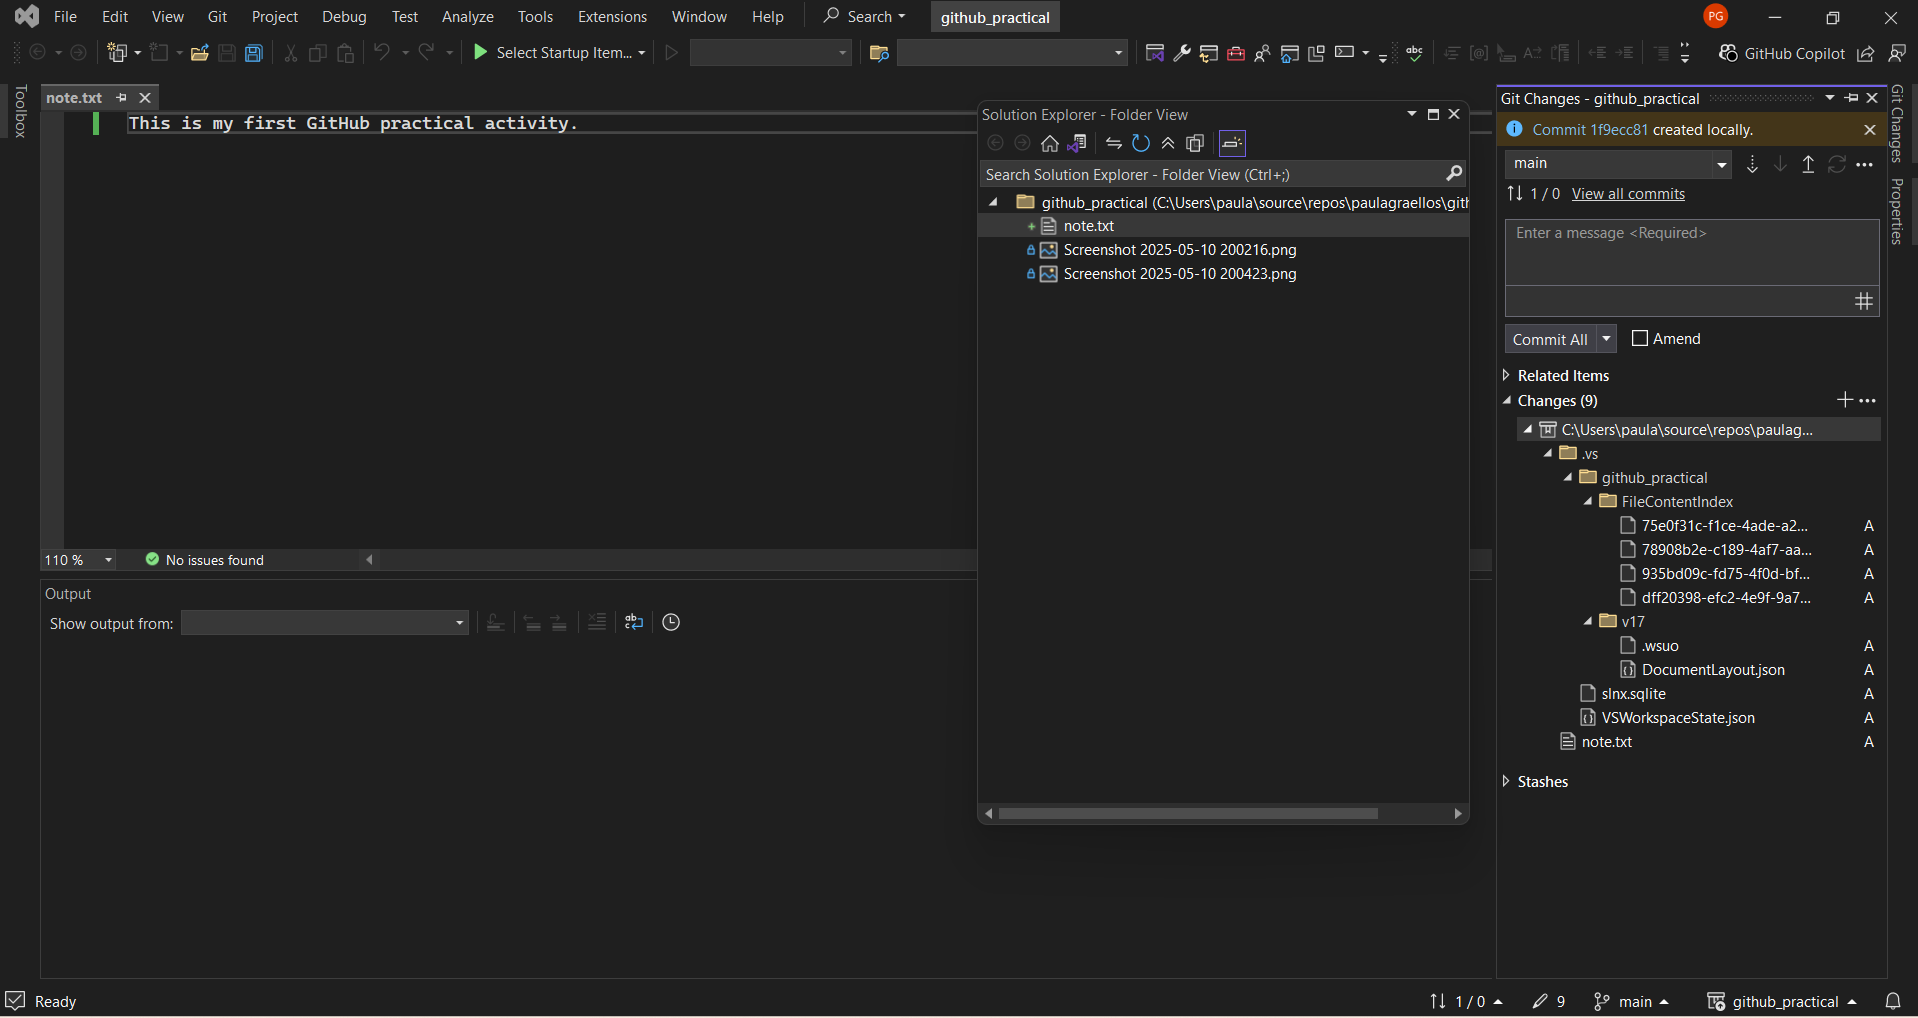 File Edit View Git Project Debug Test Analyze Tools Extensions Window Help Search github_practical PG
Select Startup Item... GitHub Copilot
Toolbox
note.txt
This is my first GitHub practical activity.
110 % No issues found
Output
Show output from:
Solution Explorer - Folder View
Search Solution Explorer - Folder View (Ctrl+;)
github_practical (C:\Users\paula\source\repos\paulagraellos\gith
note.txt
Screenshot 2025-05-10 200216.png
Screenshot 2025-05-10 200423.png
Git Changes - github_practical
Commit 1f9ecc81 created locally.
main
1 / 0 View all commits
Enter a message <Required>
Commit All Amend
Related Items
Changes (9)
C:\Users\paula\source\repos\paulag...
.vs
github_practical
FileContentIndex
75e0f31c-f1ce-4ade-a2... A
78908b2e-c189-4af7-aa... A
935bd09c-fd75-4f0d-bf... A
dff20398-efc2-4e9f-9a7... A
v17
.wsuo A
DocumentLayout.json A
slnx.sqlite A
VSWorkspaceState.json A
note.txt A
Stashes
Git Changes
Properties
Ready 1 / 0 9 main github_practical